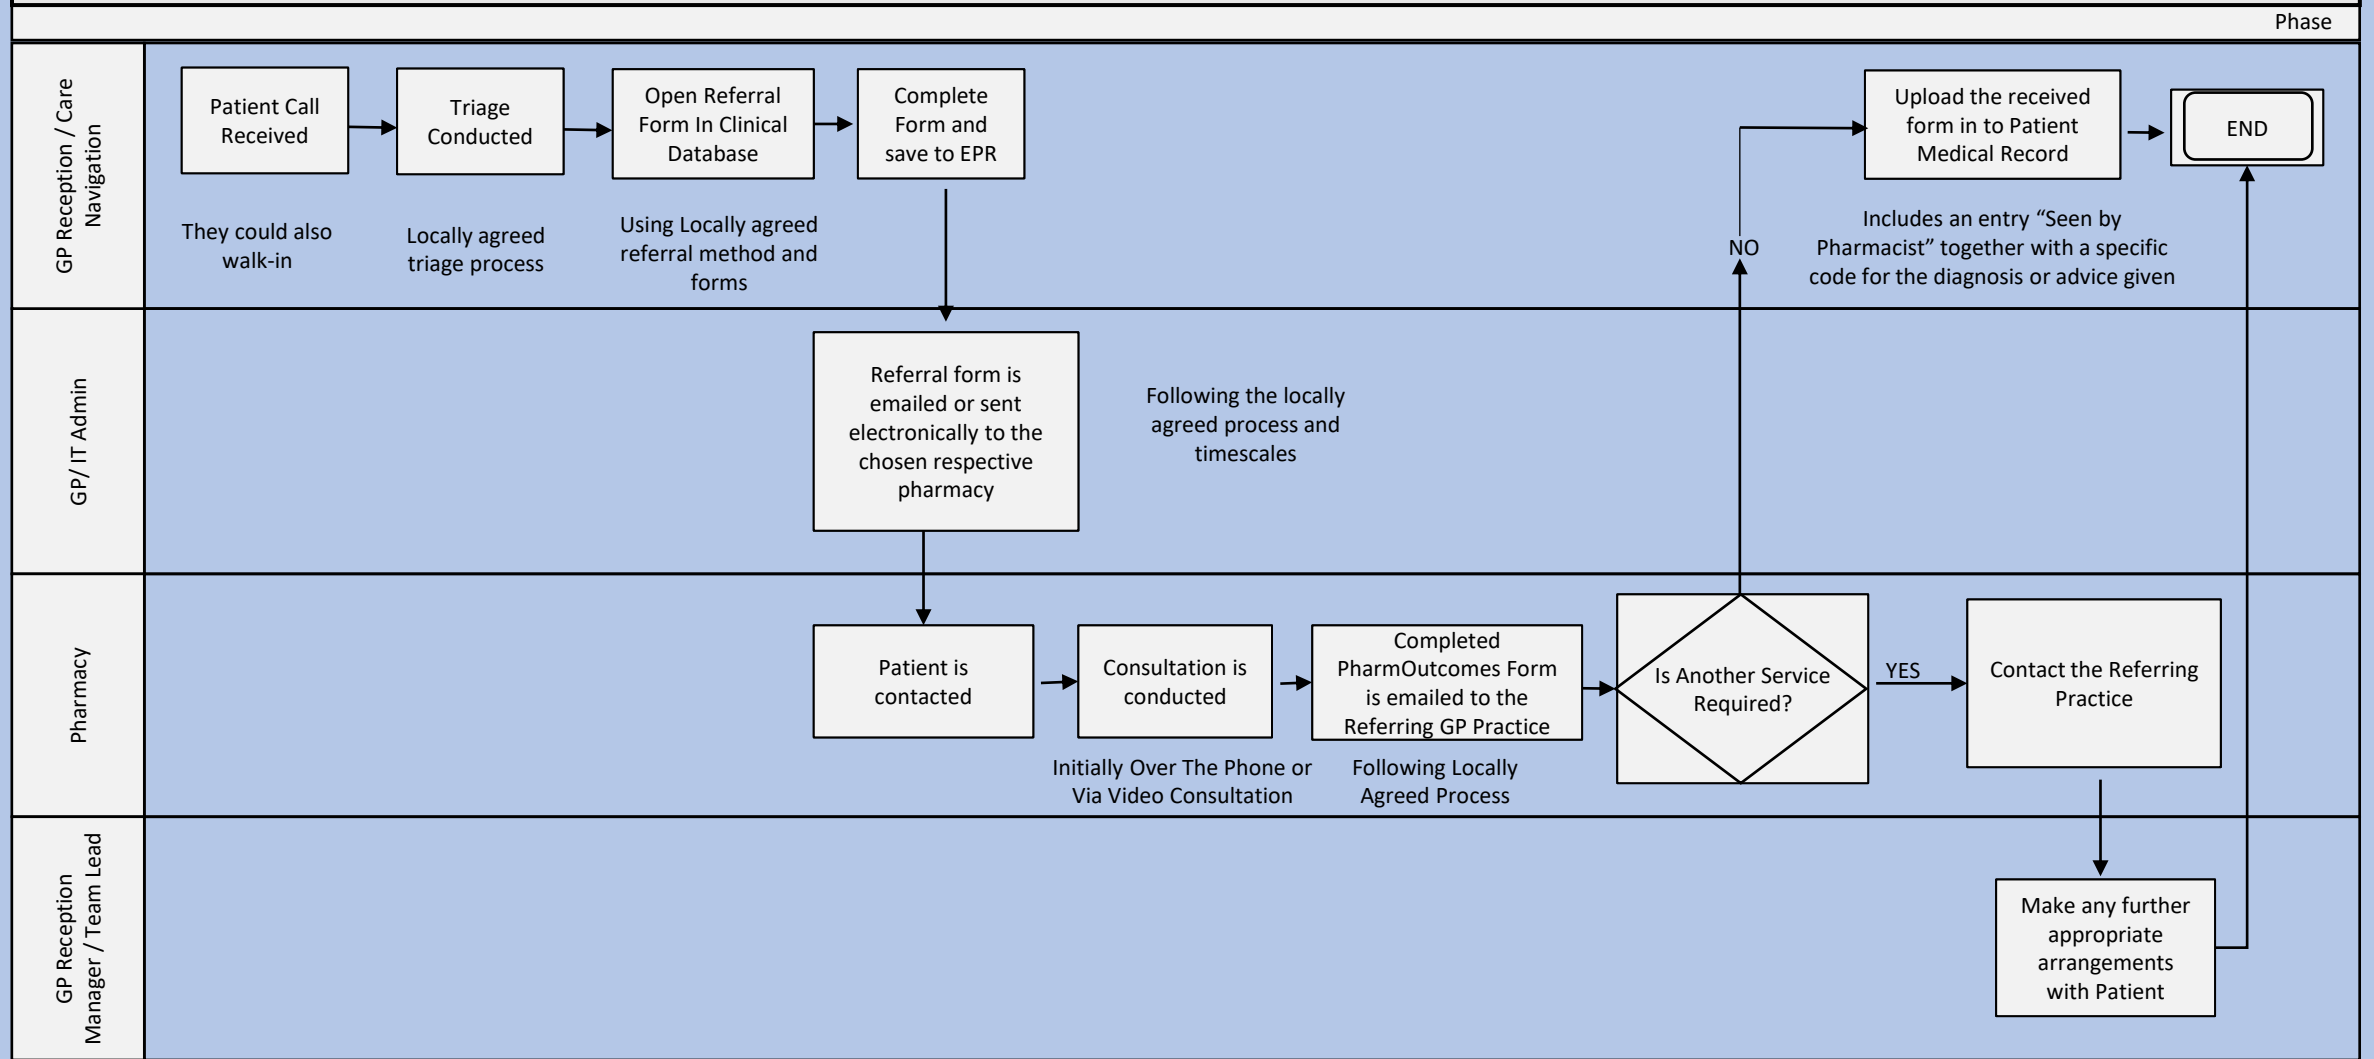 Phase
GP Reception / Care
Navigation
Patient Call
Received
They could also
walk-in
Triage
Conducted
Locally agreed
triage process
Open Referral
Form In Clinical
Database
Using Locally agreed
referral method and
forms
Complete
Form and
save to EPR
NO
Upload the received
form in to Patient
Medical Record
Includes an entry “Seen by
Pharmacist” together with a specific
code for the diagnosis or advice given
END
GP/ IT Admin
Referral form is
emailed or sent
electronically to the
chosen respective
pharmacy
Following the locally
agreed process and
timescales
Pharmacy
Patient is
contacted
Consultation is
conducted
Initially Over The Phone or
Via Video Consultation
Completed
PharmOutcomes Form
is emailed to the
Referring GP Practice
Following Locally
Agreed Process
Is Another Service
Required?
YES
Contact the Referring
Practice
GP Reception
Manager / Team Lead
Make any further
appropriate
arrangements
with Patient